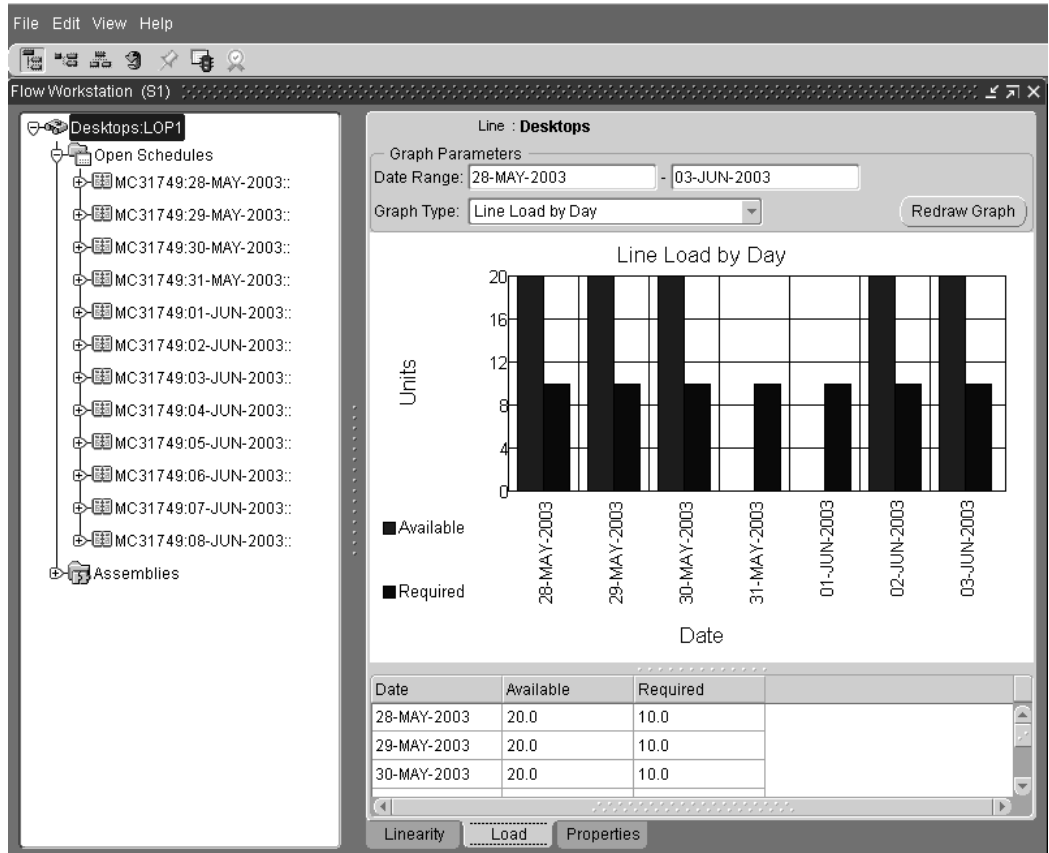 File Edit View Help
Flow Workstation (S1)
Desktops:LOP1
Open Schedules
MC31749:28-MAY-2003::
MC31749:29-MAY-2003::
MC31749:30-MAY-2003::
MC31749:31-MAY-2003::
MC31749:01-JUN-2003::
MC31749:02-JUN-2003::
MC31749:03-JUN-2003::
MC31749:04-JUN-2003::
MC31749:05-JUN-2003::
MC31749:06-JUN-2003::
MC31749:07-JUN-2003::
MC31749:08-JUN-2003::
Assemblies
Line : Desktops
Graph Parameters
Date Range: 28-MAY-2003 - 03-JUN-2003
Graph Type: Line Load by Day Redraw Graph
Line Load by Day
Units
20
16
12
8
4
0
28-MAY-2003
29-MAY-2003
30-MAY-2003
31-MAY-2003
01-JUN-2003
02-JUN-2003
03-JUN-2003
Available
Required
Date
Date Available Required
28-MAY-2003 20.0 10.0
29-MAY-2003 20.0 10.0
30-MAY-2003 20.0 10.0
Linearity Load Properties